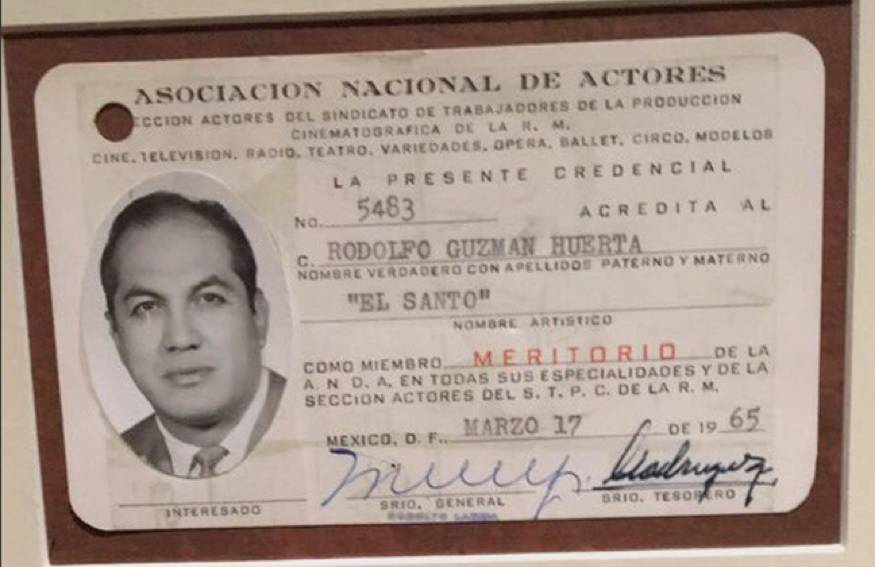 ASOCIACION NACIONAL DE ACTORES
CCION ACTORES DEL SINDICATO DE TRABAJADORES DE LA PRODUCCION
CINEMATOGRAFICA DE LA R. M.
CINE, TELEVISION, RADIO, TEATRO, VARIEDADES, OPERA, BALLET, CIRCO, MODELOS
LA PRESENTE CREDENCIAL
NO. 5483 ACREDITA AL
C. RODOLFO GUZMAN HUERTA
NOMBRE VERDADERO CON APELLIDOS PATERNO Y MATERNO
"EL SANTO"
NOMBRE ARTISTICO
COMO MIEMBRO MERITORIO DE LA
A. N. D. A. EN TODAS SUS ESPECIALIDADES Y DE LA
SECCION ACTORES DEL S. T. P. C. DE LA R. M.
MEXICO, D. F., MARZO 17 DE 19 65
INTERESADO
SRIO. GENERAL
SRIO. TESORERO